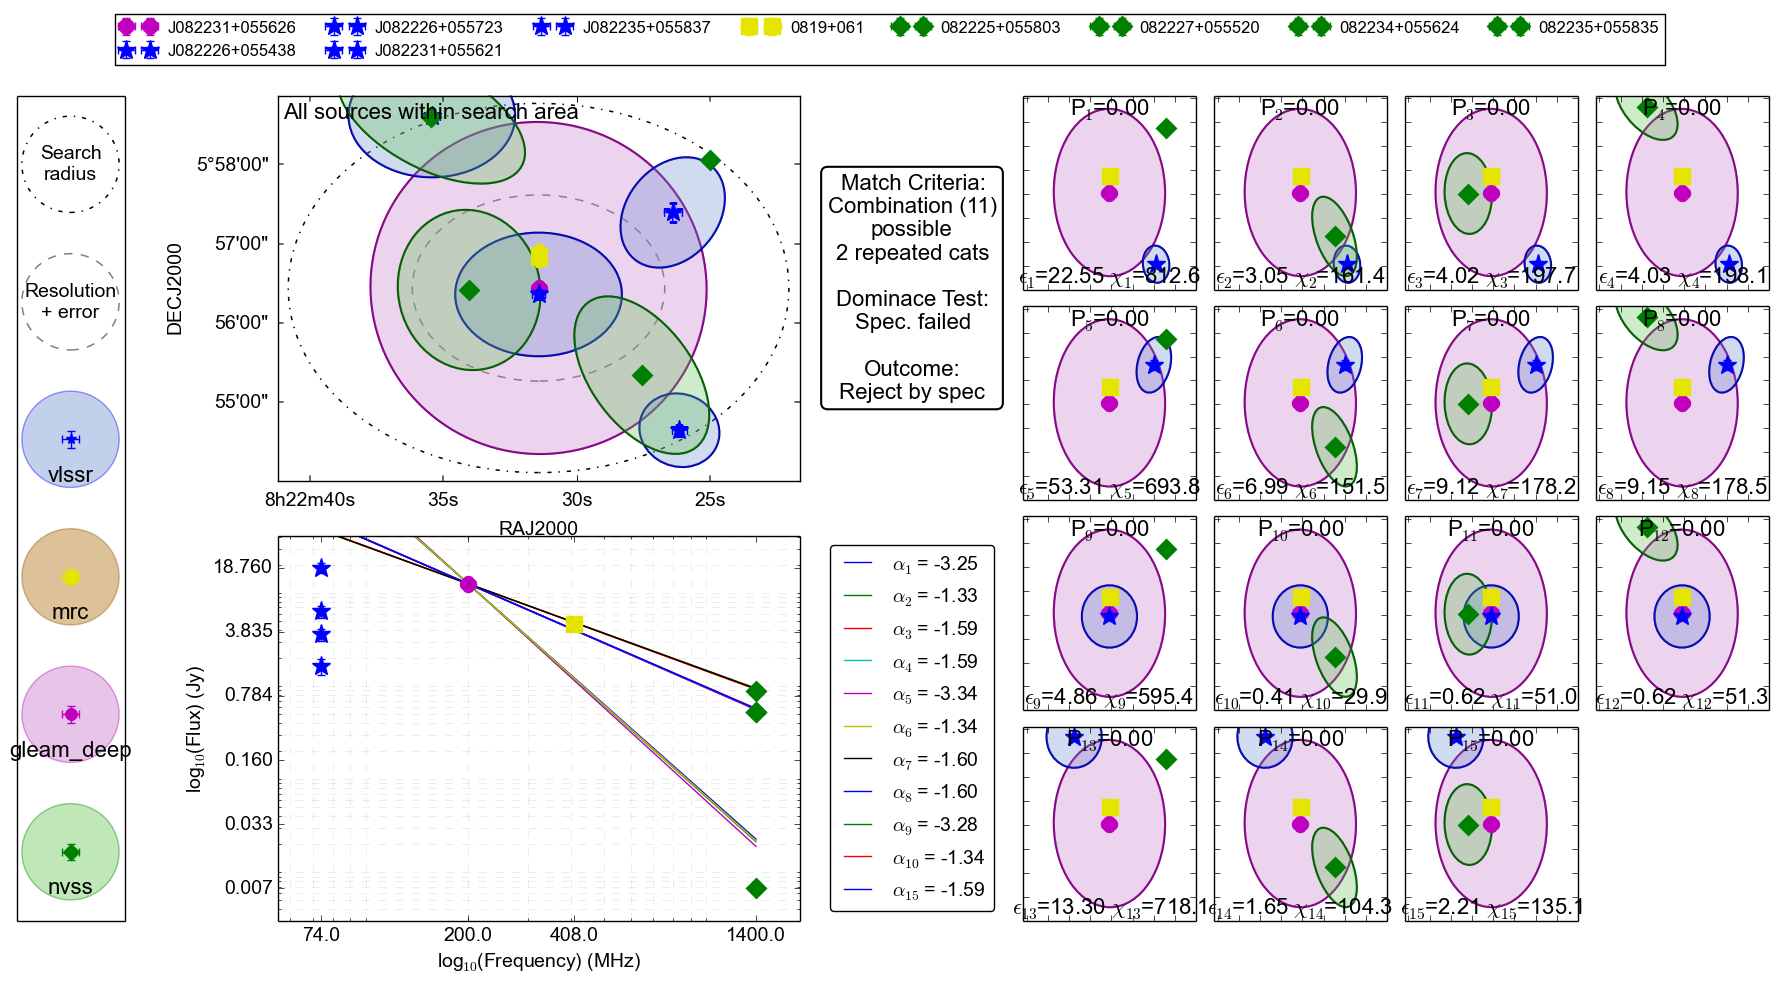 J082231+055626 J082226+055723 J082235+055837 0819+061 082225+055803 082227+055520 082234+055624 082235+055835
J082226+055438 J082231+055621
Search
radius
Resolution
+ error
vlssr
mrc
gleam_deep
nvss
All sources within search area
DECJ2000
5°58'00"
57'00"
56'00"
55'00"
8h22m40s 35s 30s 25s
RAJ2000
Match Criteria:
Combination (11)
possible
2 repeated cats
Dominace Test:
Spec. failed
Outcome:
Reject by spec
log10(Flux) (Jy)
18.760
3.835
0.784
0.160
0.033
0.007
74.0 200.0 408.0 1400.0
log10(Frequency) (MHz)
α1 = -3.25
α2 = -1.33
α3 = -1.59
α4 = -1.59
α5 = -3.34
α6 = -1.34
α7 = -1.60
α8 = -1.60
α9 = -3.28
α10 = -1.34
α15 = -1.59
P1=0.00 P2=0.00 P3=0.00 P4=0.00
ϵ1=22.55 χ1=812.6 ϵ2=3.05 χ2=161.4 ϵ3=4.02 χ3=197.7 ϵ4=4.03 χ4=198.1
P5=0.00 P6=0.00 P7=0.00 P8=0.00
ϵ5=53.31 χ5=693.8 ϵ6=6.99 χ6=151.5 ϵ7=9.12 χ7=178.2 ϵ8=9.15 χ8=178.5
P9=0.00 P10=0.00 P11=0.00 P12=0.00
ϵ9=4.86 χ9=595.4 ϵ10=0.41 χ10=29.9 ϵ11=0.62 χ11=51.0 ϵ12=0.62 χ12=51.3
P13=0.00 P14=0.00 P15=0.00
ϵ13=13.30 χ13=718.1 ϵ14=1.65 χ14=104.3 ϵ15=2.21 χ15=135.1